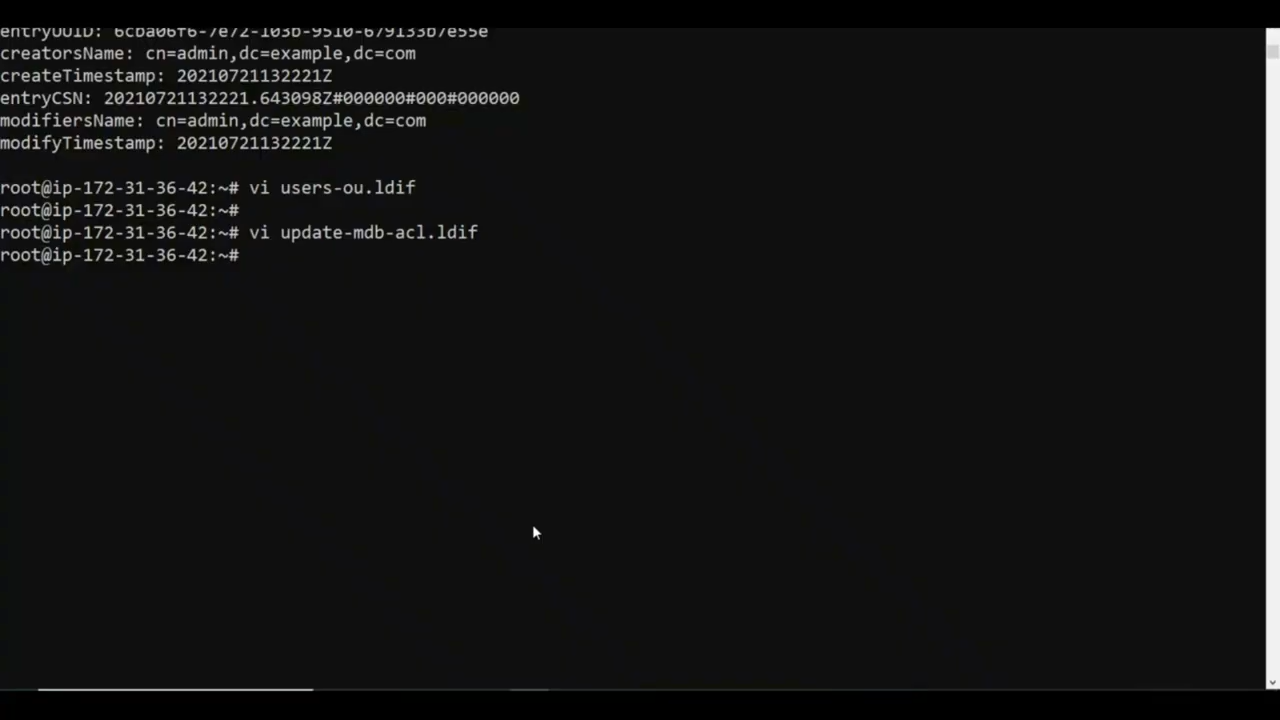 entryUUID: 6cba06f6-7e72-103b-9510-679133b7e55e
creatorsName: cn=admin,dc=example,dc=com
createTimestamp: 20210721132221Z
entryCSN: 20210721132221.643098Z#000000#000#000000
modifiersName: cn=admin,dc=example,dc=com
modifyTimestamp: 20210721132221Z
root@ip-172-31-36-42:~# vi users-ou.ldif
root@ip-172-31-36-42:~#
root@ip-172-31-36-42:~# vi update-mdb-acl.ldif
root@ip-172-31-36-42:~#